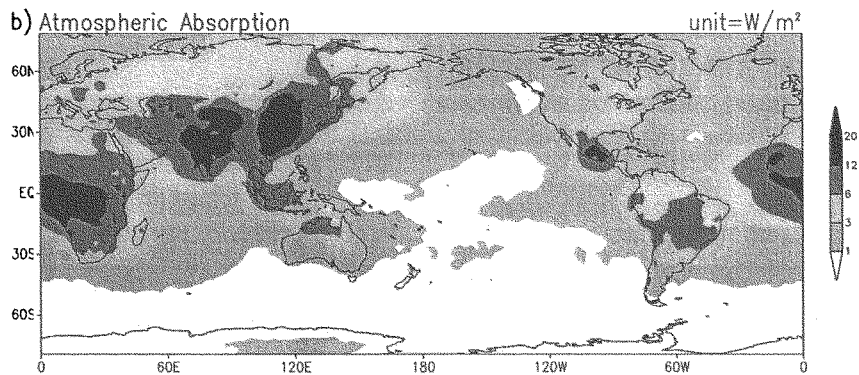 b) Atmospheric Absorption unit=W/m²
60N
30N
EQ
30S
60S
0 60E 120E 180 120W 60W 0
20
12
6
3
1